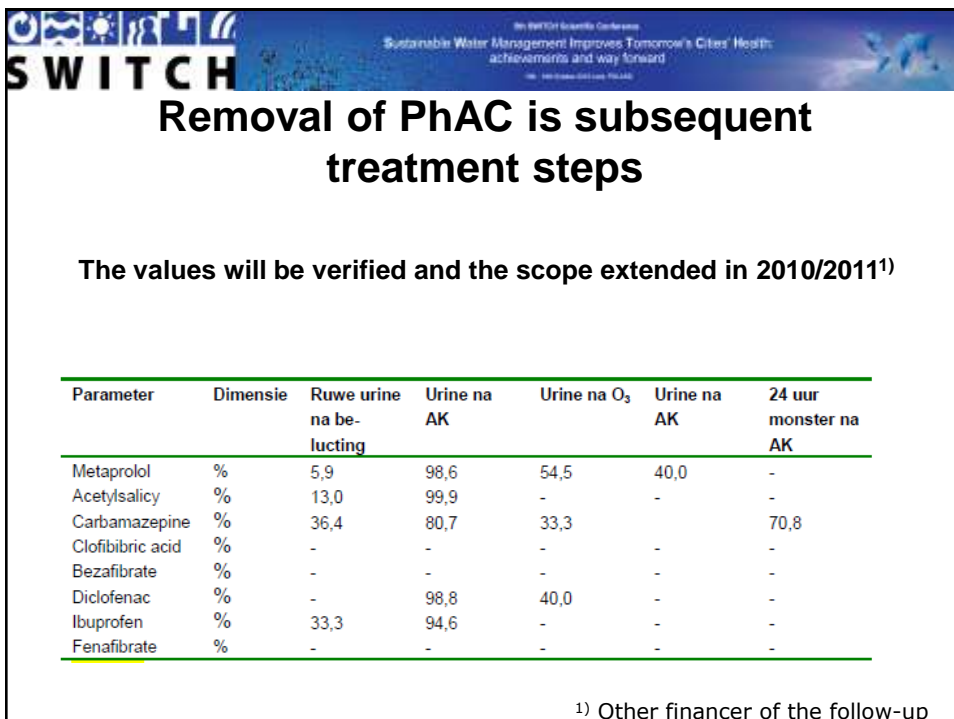 SWITCH
Sustainable Water Management Improves Tomorrow's Cities' Health:
achievements and way forward
Removal of PhAC is subsequent
treatment steps
The values will be verified and the scope extended in 2010/2011¹⁾
Parameter Dimensie Ruwe urine na be-lucting Urine na AK Urine na O₃ Urine na AK 24 uur monster na AK
Metaprolol % 5,9 98,6 54,5 40,0 -
Acetylsalicy % 13,0 99,9 - - -
Carbamazepine % 36,4 80,7 33,3 70,8
Clofibibric acid % - - - - -
Bezafibrate % - - - - -
Diclofenac % - 98,8 40,0 - -
Ibuprofen % 33,3 94,6 - - -
Fenafibrate % - - - - -
¹⁾ Other financer of the follow-up